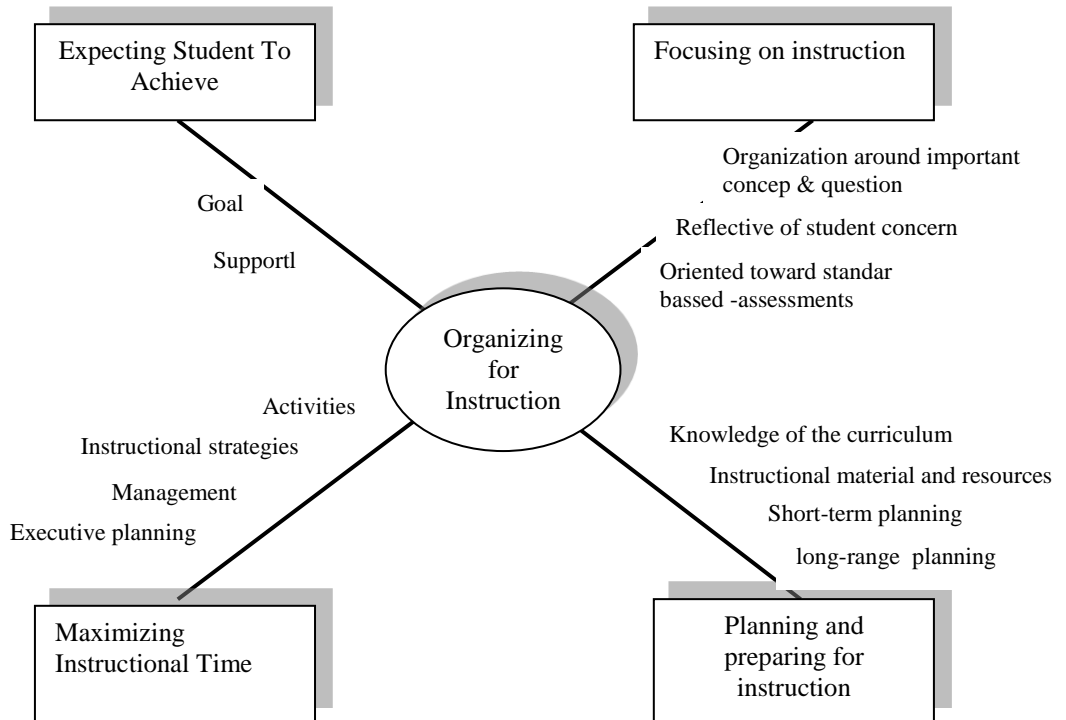 Expecting Student To
Achieve
Focusing on instruction
Organization around important
concep & question
Goal
Reflective of student concern
Supportl
Oriented toward standar
bassed -assessments
Organizing
for
Instruction
Activities
Instructional strategies
Management
Executive planning
Knowledge of the curriculum
Instructional material and resources
Short-term planning
long-range planning
Maximizing
Instructional Time
Planning and
preparing for
instruction